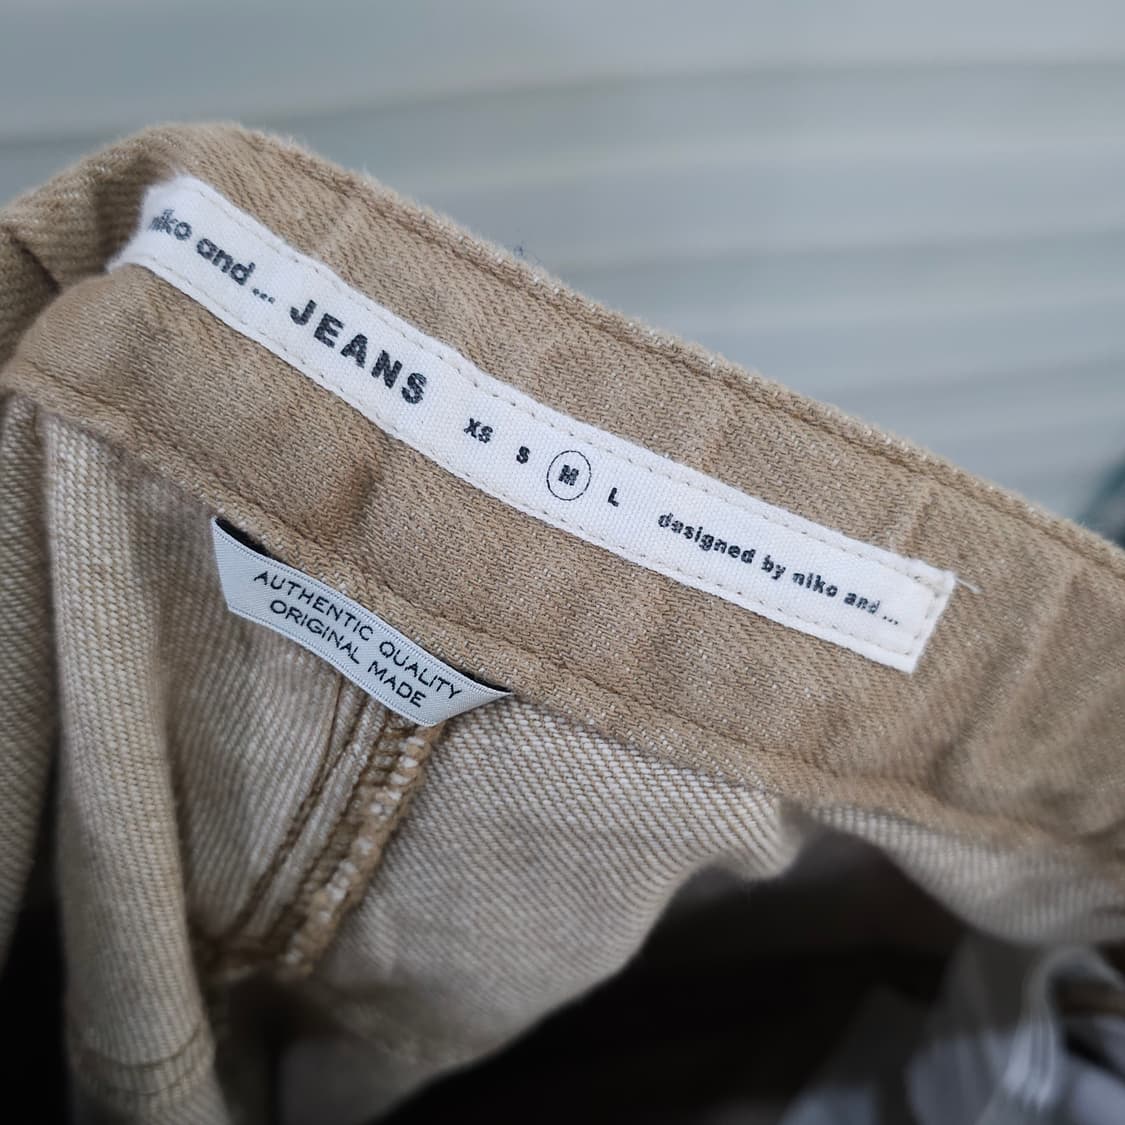 niko and... JEANS XS S M L designed by niko and...
AUTHENTIC QUALITY
ORIGINAL MADE